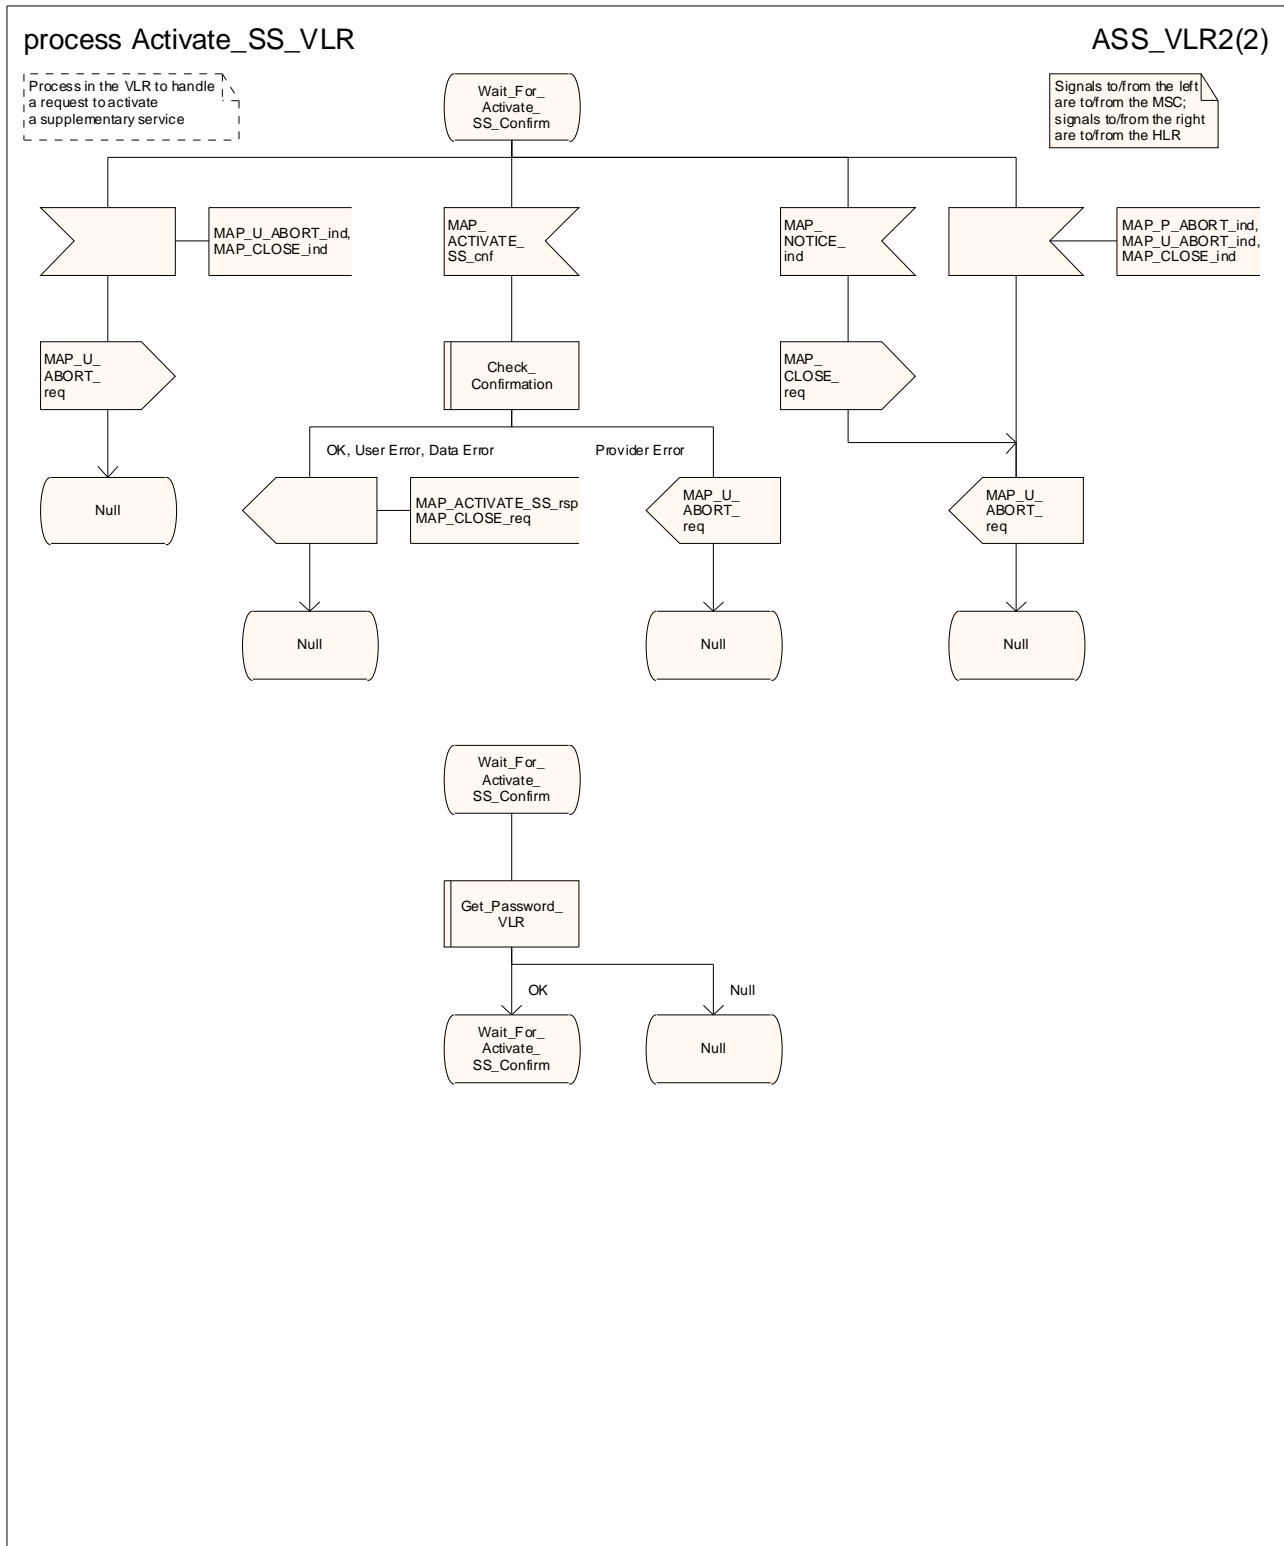 process Activate_SS_VLR
ASS_VLR2(2)
Process in the VLR to handle
a request to activate
a supplementary service
Wait_For_
Activate_
SS_Confirm
Signals to/from the left
are to/from the MSC;
signals to/from the right
are to/from the HLR
MAP_U_ABORT_ind,
MAP_CLOSE_ind
MAP_
ACTIVATE_
SS_cnf
MAP_
NOTICE_
ind
MAP_P_ABORT_ind,
MAP_U_ABORT_ind,
MAP_CLOSE_ind
MAP_U_
ABORT_
req
Check_
Confirmation
MAP_
CLOSE_
req
OK, User Error, Data Error
Provider Error
Null
MAP_ACTIVATE_SS_rsp
MAP_CLOSE_req
MAP_U_
ABORT_
req
MAP_U_
ABORT_
req
Null
Null
Null
Wait_For_
Activate_
SS_Confirm
Get_Password_
VLR
OK
Null
Wait_For_
Activate_
SS_Confirm
Null